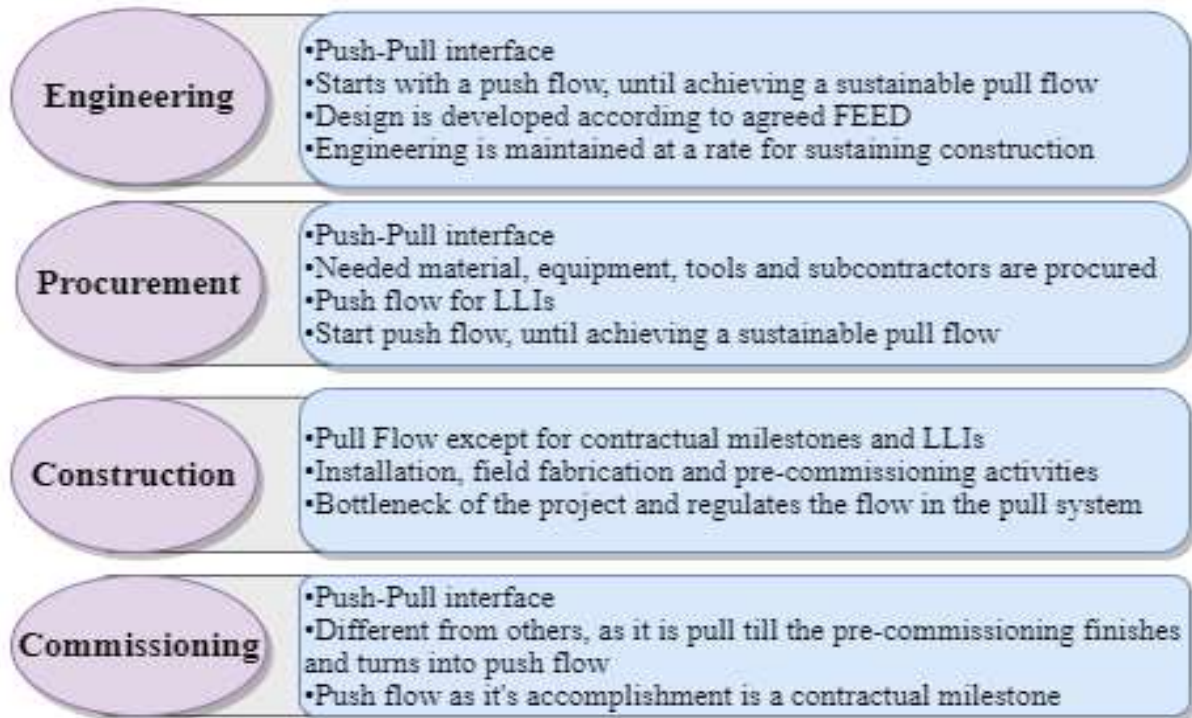 Engineering
•Push-Pull interface
•Starts with a push flow, until achieving a sustainable pull flow
•Design is developed according to agreed FEED
•Engineering is maintained at a rate for sustaining construction
Procurement
•Push-Pull interface
•Needed material, equipment, tools and subcontractors are procured
•Push flow for LLIs
•Start push flow, until achieving a sustainable pull flow
Construction
•Pull Flow except for contractual milestones and LLIs
•Installation, field fabrication and pre-commissioning activities
•Bottleneck of the project and regulates the flow in the pull system
Commissioning
•Push-Pull interface
•Different from others, as it is pull till the pre-commissioning finishes
and turns into push flow
•Push flow as it's accomplishment is a contractual milestone